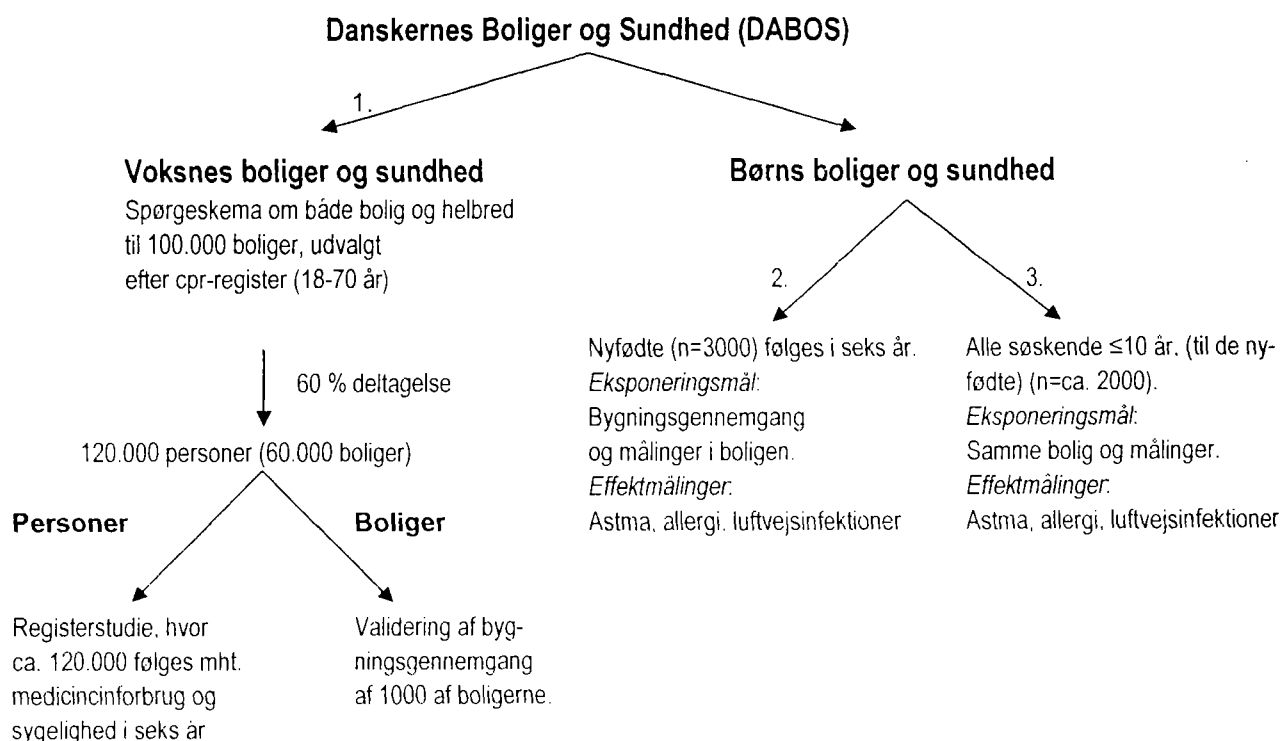 Danskernes Boliger og Sundhed (DABOS)
1.
Voksnes boliger og sundhed
Spørgeskema om både bolig og helbred
til 100.000 boliger, udvalgt
efter cpr-register (18-70 år)
60 % deltagelse
120.000 personer (60.000 boliger)
Personer
Registerstudie, hvor
ca. 120.000 følges mht.
medicincinforbrug og
sygelighed i seks år
Boliger
Validering af byg-
ningsgennemgang
af 1000 af boligerne.
Børns boliger og sundhed
2.
Nyfødte (n=3000) følges i seks år.
Eksponeringsmål:
Bygningsgennemgang
og målinger i boligen.
Effektmålinger:
Astma, allergi, luftvejsinfektioner
3.
Alle søskende ≤10 år, (til de ny-
fødte) (n=ca. 2000).
Eksponeringsmål:
Samme bolig og målinger.
Effektmålinger:
Astma, allergi, luftvejsinfektioner